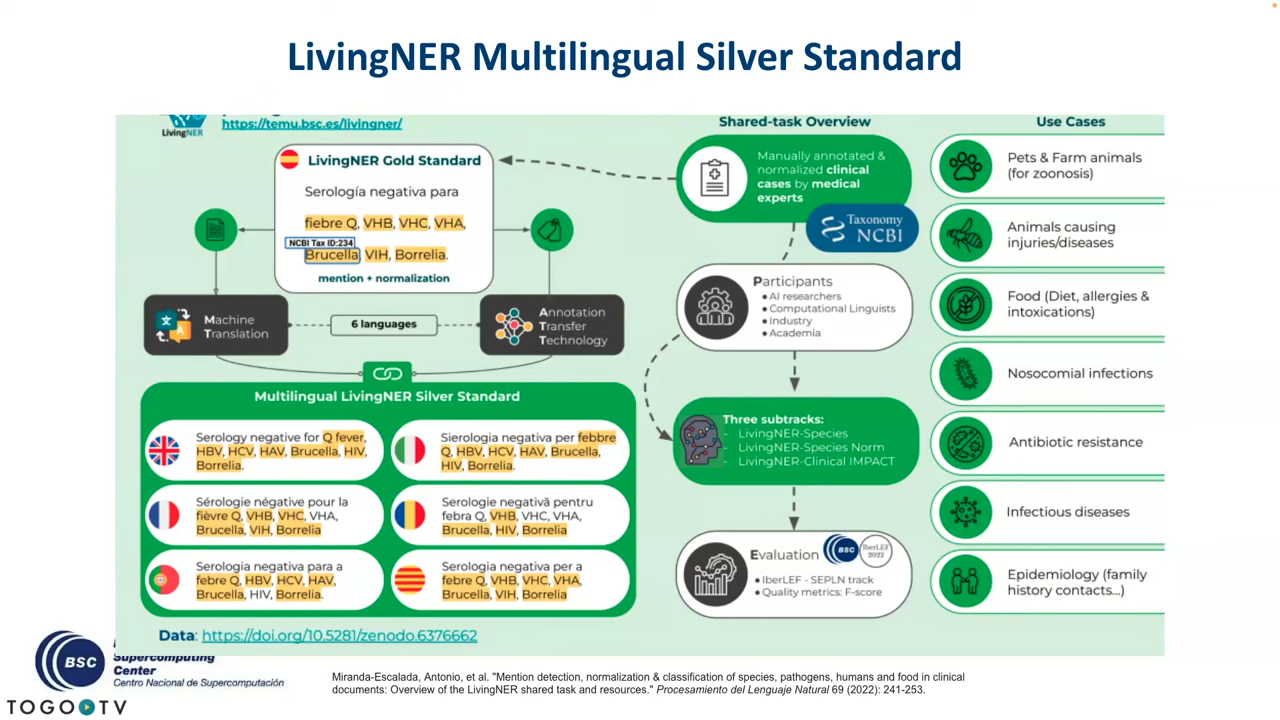 LivingNER Multilingual Silver Standard
LivingNER
https://temu.bsc.es/livingner/
LivingNER Gold Standard
Serología negativa para
fiebre Q, VHB, VHC, VHA,
NCBI Tax ID:234
Brucella, VIH, Borrelia.
mention + normalization
Machine
Translation
6 languages
Annotation
Transfer
Technology
Multilingual LivingNER Silver Standard
Serology negative for Q fever,
HBV, HCV, HAV, Brucella, HIV,
Borrelia.
Sierologia negativa per febbre
Q, HBV, HCV, HAV, Brucella,
HIV, Borrelia.
Sérologie négative pour la
fièvre Q, VHB, VHC, VHA,
Brucella, VIH, Borrelia
Serologie negativă pentru
febra Q, VHB, VHC, VHA,
Brucella, HIV, Borrelia
Serologia negativa para a
febre Q, HBV, HCV, HAV,
Brucella, HIV, Borrelia.
Serologia negativa per a
febre Q, VHB, VHC, VHA,
Brucella, VIH, Borrelia
Data: https://doi.org/10.5281/zenodo.6376662
Shared-task Overview
Manually annotated &
normalized clinical
cases by medical
experts
Taxonomy
NCBI
Participants
• AI researchers
• Computational Linguists
• Industry
• Academia
Three subtracks:
- LivingNER-Species
- LivingNER-Species Norm
- LivingNER-Clinical IMPACT
Evaluation
BSC
IberLEF
2022
• IberLEF - SEPLN track
• Quality metrics: F-score
Use Cases
Pets & Farm animals
(for zoonosis)
Animals causing
injuries/diseases
Food (Diet, allergies &
intoxications)
Nosocomial infections
Antibiotic resistance
Infectious diseases
Epidemiology (family
history contacts...)
BSC
Supercomputing
Center
Centro Nacional de Supercomputación
Miranda-Escalada, Antonio, et al. "Mention detection, normalization & classification of species, pathogens, humans and food in clinical
documents: Overview of the LivingNER shared task and resources." Procesamiento del Lenguaje Natural 69 (2022): 241-253.
TOGO TV